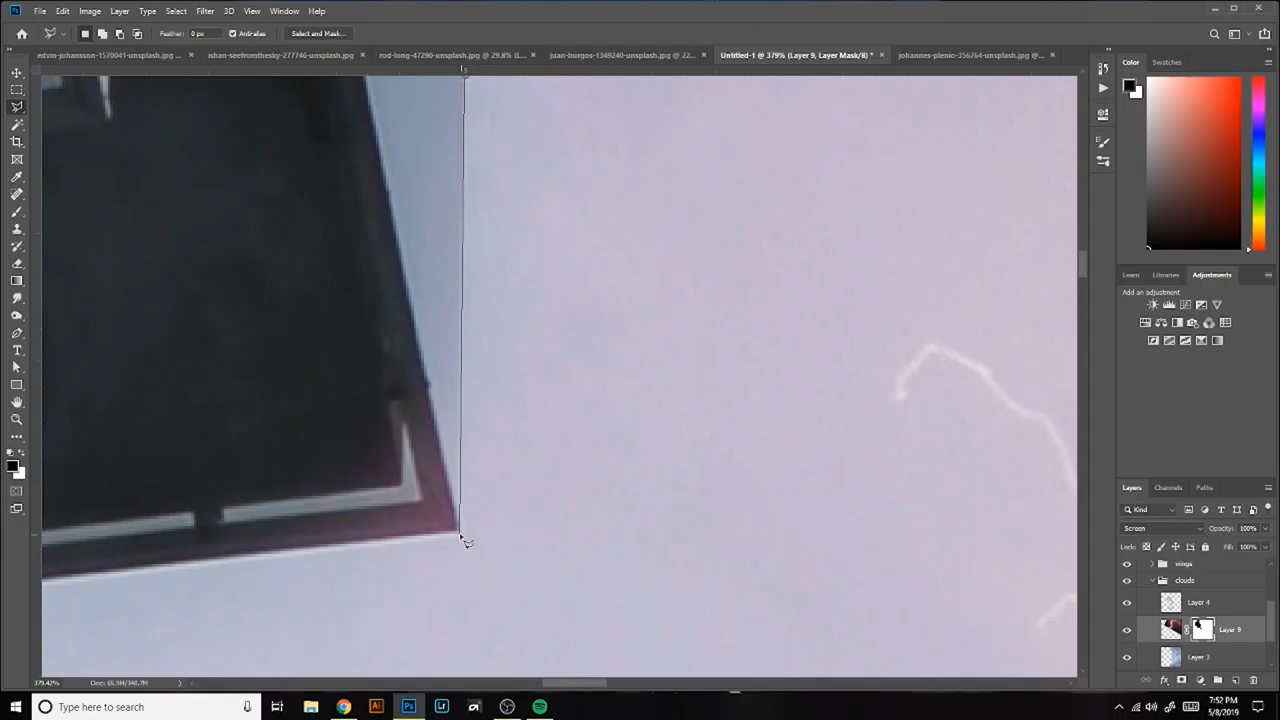 File Edit Image Layer Type Select Filter 3D View Window Help
Feather: 0 px Anti-alias Select and Mask...
edvin-johansson-1570041-unsplash.jpg ... × ishan-seefromthesky-277746-unsplash.jpg × rod-long-47290-unsplash.jpg @ 29.8% (L... × juan-burgos-1349240-unsplash.jpg @ 22... × Untitled-1 @ 379% (Layer 9, Layer Mask/8) * × johannes-plenio-356764-unsplash.jpg @... ×
Color Swatches
Learn Libraries Adjustments
Add an adjustment
Layers Channels Paths
Kind
Screen Opacity: 100%
Lock: Fill: 100%
wings
clouds
Layer 4
Layer 9
Layer 3
379.42% Doc: 65.9M/348.7M
Type here to search
7:52 PM
5/8/2019